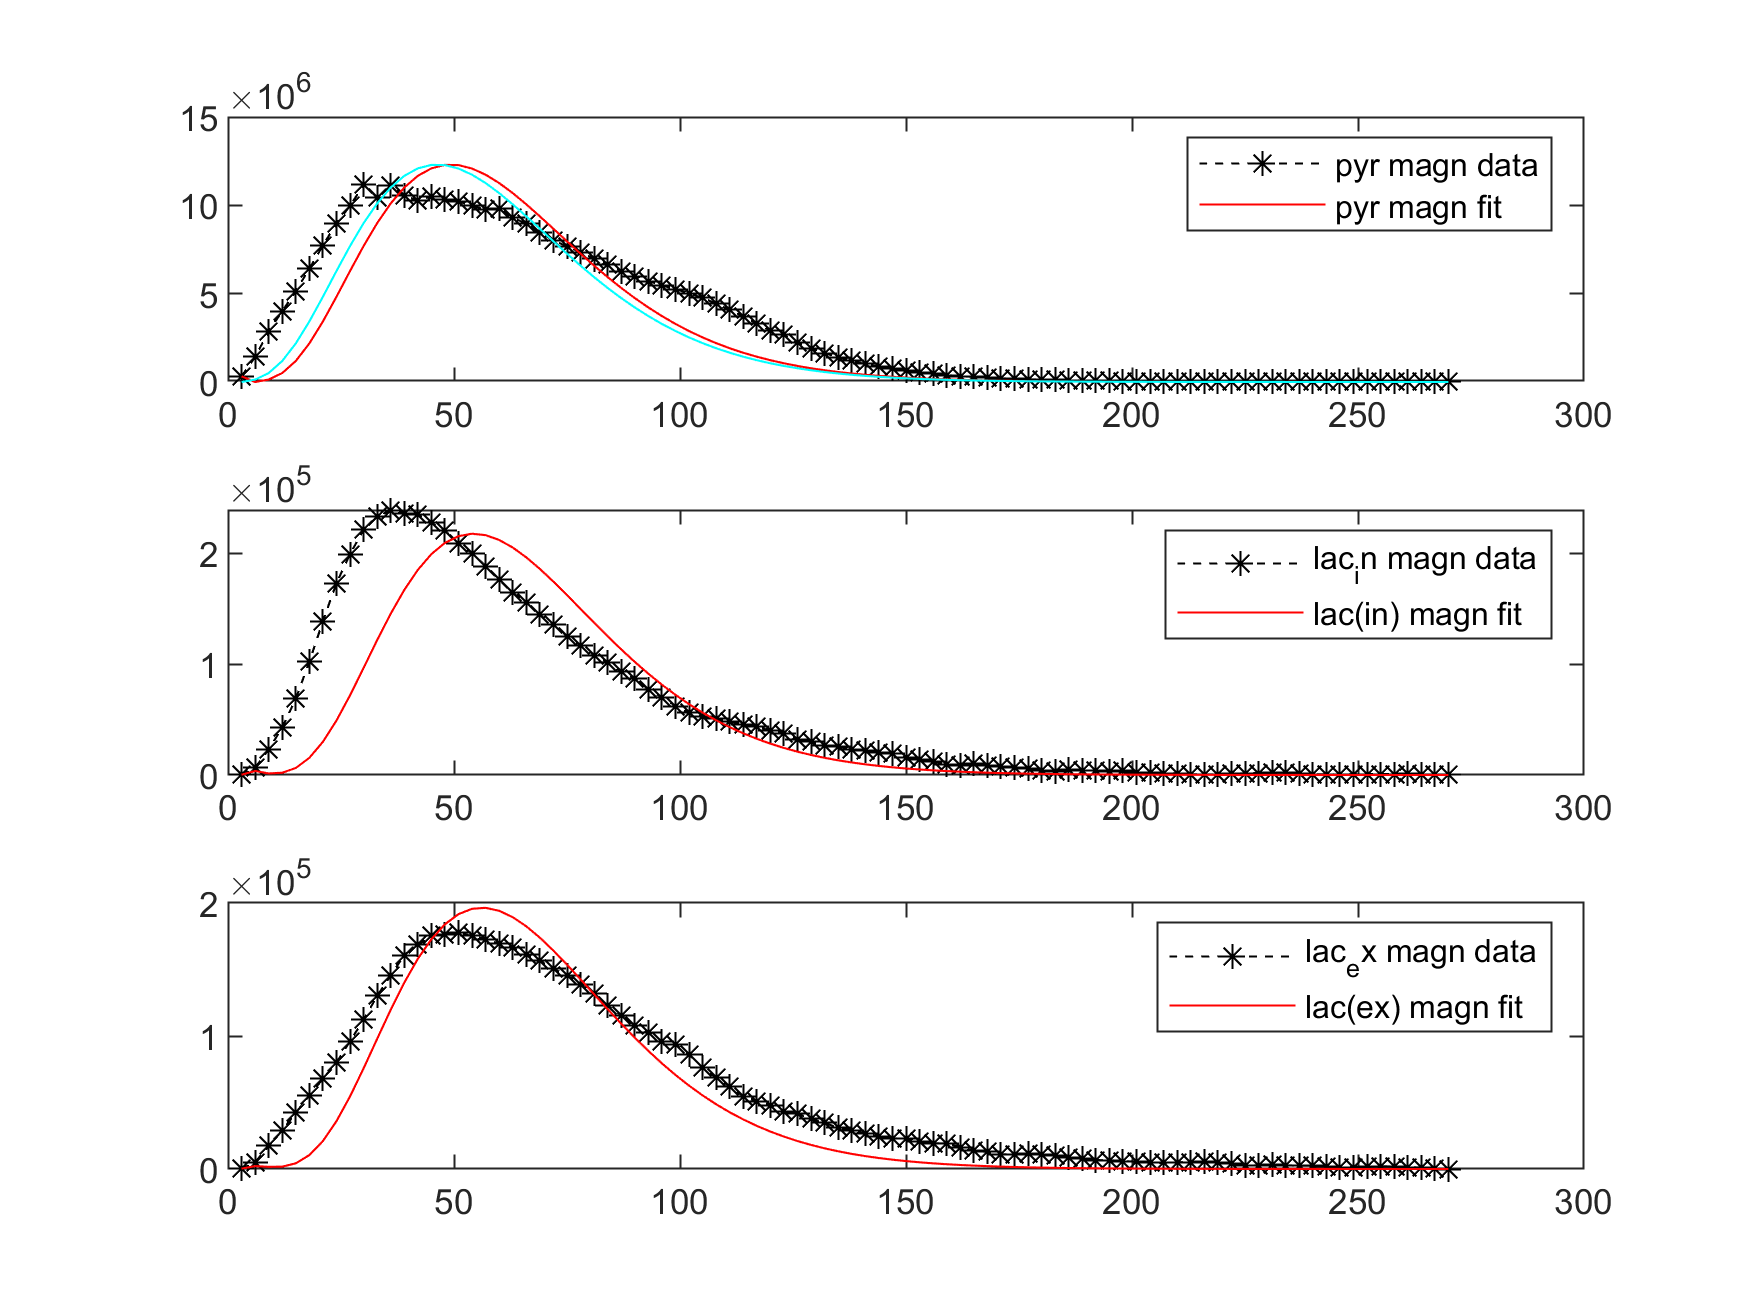 ×10^6
15
10
5
0
0 50 100 150 200 250 300
pyr magn data
pyr magn fit
×10^5
2
1
0
0 50 100 150 200 250 300
lac_in magn data
lac(in) magn fit
×10^5
2
1
0
0 50 100 150 200 250 300
lac_ex magn data
lac(ex) magn fit